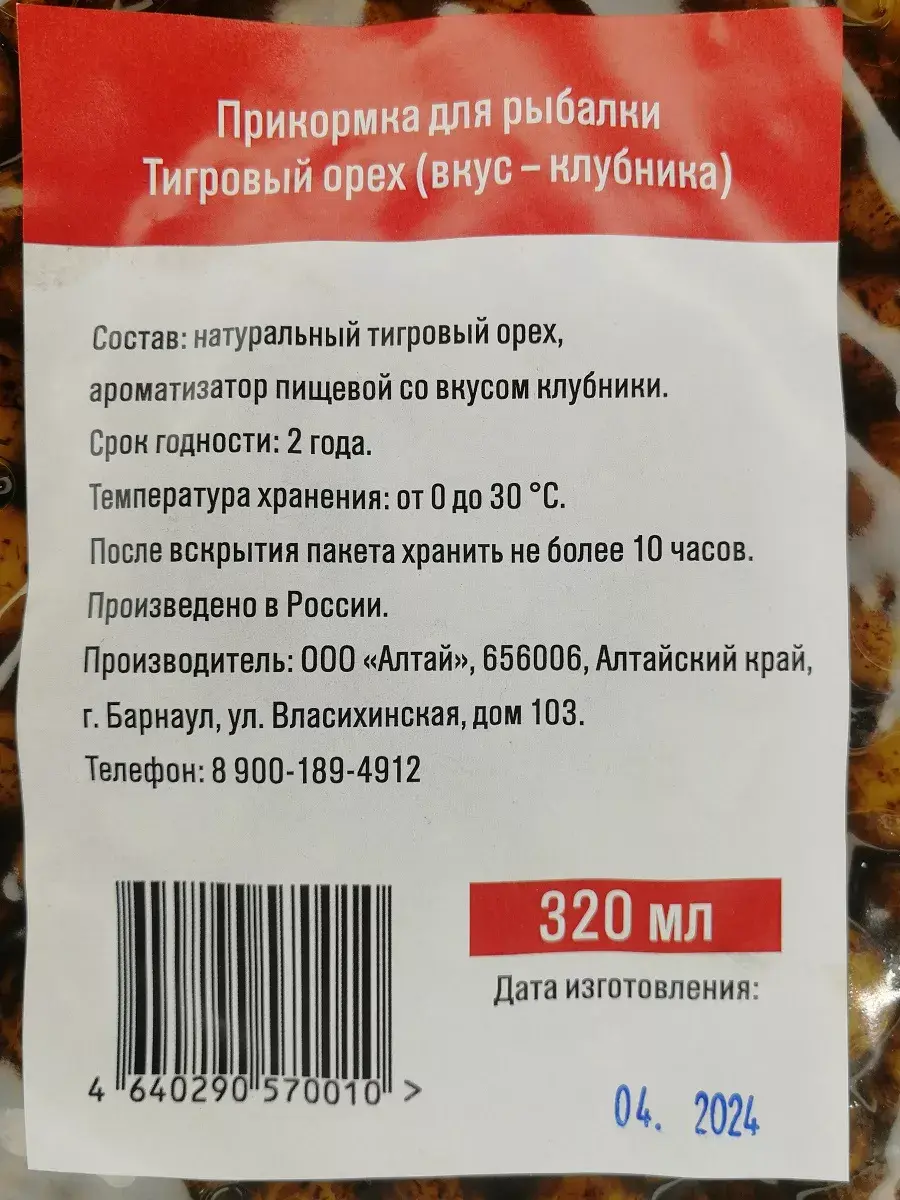 Прикормка для рыбалки
Тигровый орех (вкус – клубника)
Состав: натуральный тигровый орех,
ароматизатор пищевой со вкусом клубники.
Срок годности: 2 года.
Температура хранения: от 0 до 30 °С.
После вскрытия пакета хранить не более 10 часов.
Произведено в России.
Производитель: ООО «Алтай», 656006, Алтайский край,
г. Барнаул, ул. Власихинская, дом 103.
Телефон: 8 900-189-4912
320 мл
Дата изготовления:
04. 2024
4 640290 570010 >